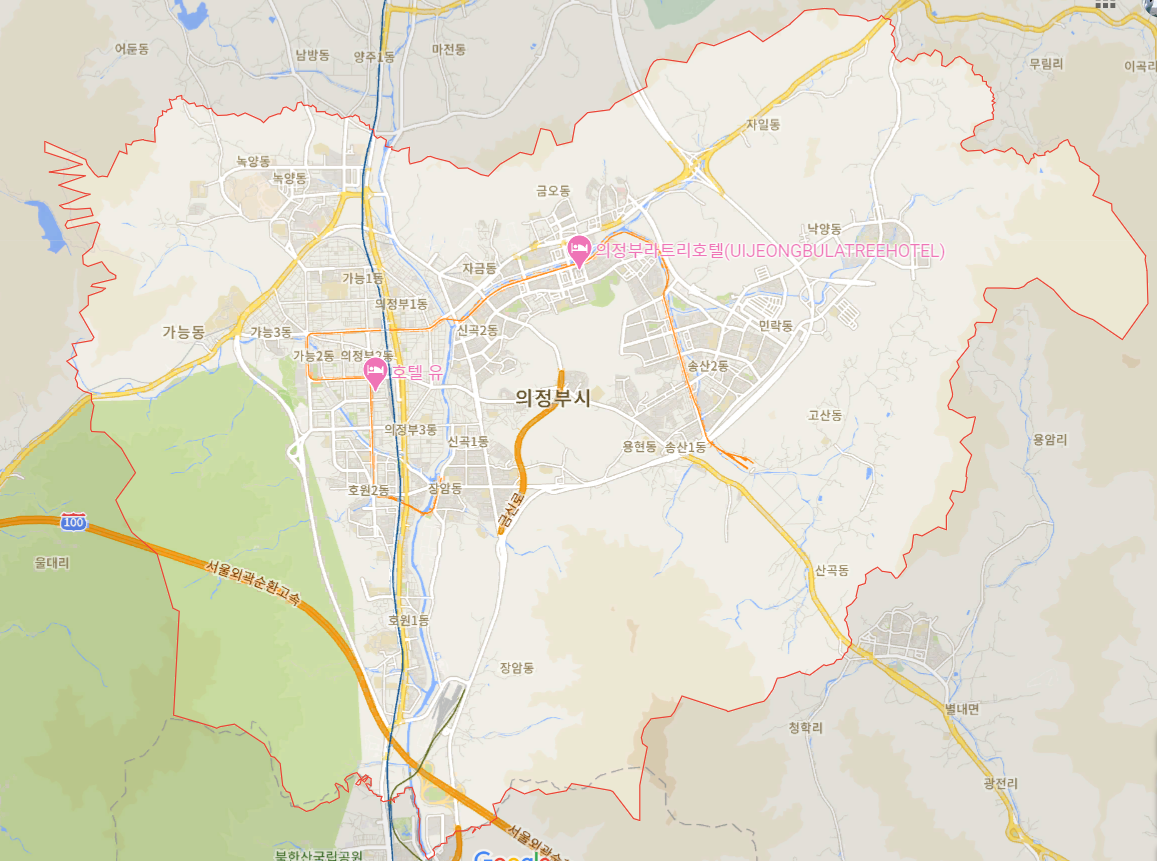 어둔동
남방동
양주1동
마전동
무림리
이곡리
자일동
녹양동
녹양동
금오동
낙양동
의정부라트리호텔(UIJEONGBULATREEHOTEL)
자금동
가능1동
의정부1동
가능동
가능3동
신곡2동
민락동
가능2동
의정부2동
호텔 유
송산2동
의정부시
고산동
의정부3동
신곡1동
용현동
송산1동
용암리
호원2동
장암동
금신로
100
서울외곽순환고속
울대리
산곡동
호원1동
장암동
별내면
청학리
광전리
서울외곽순
북한산국립공원
Google